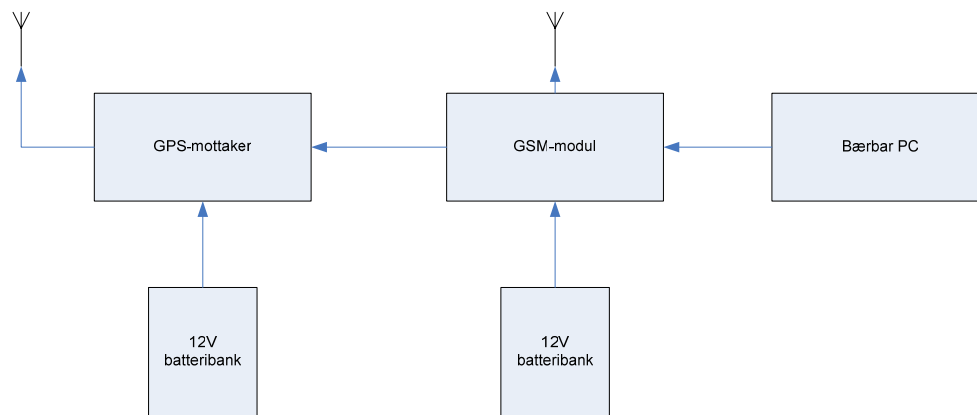 GPS-mottaker
GSM-modul
Bærbar PC
12V
batteribank
12V
batteribank